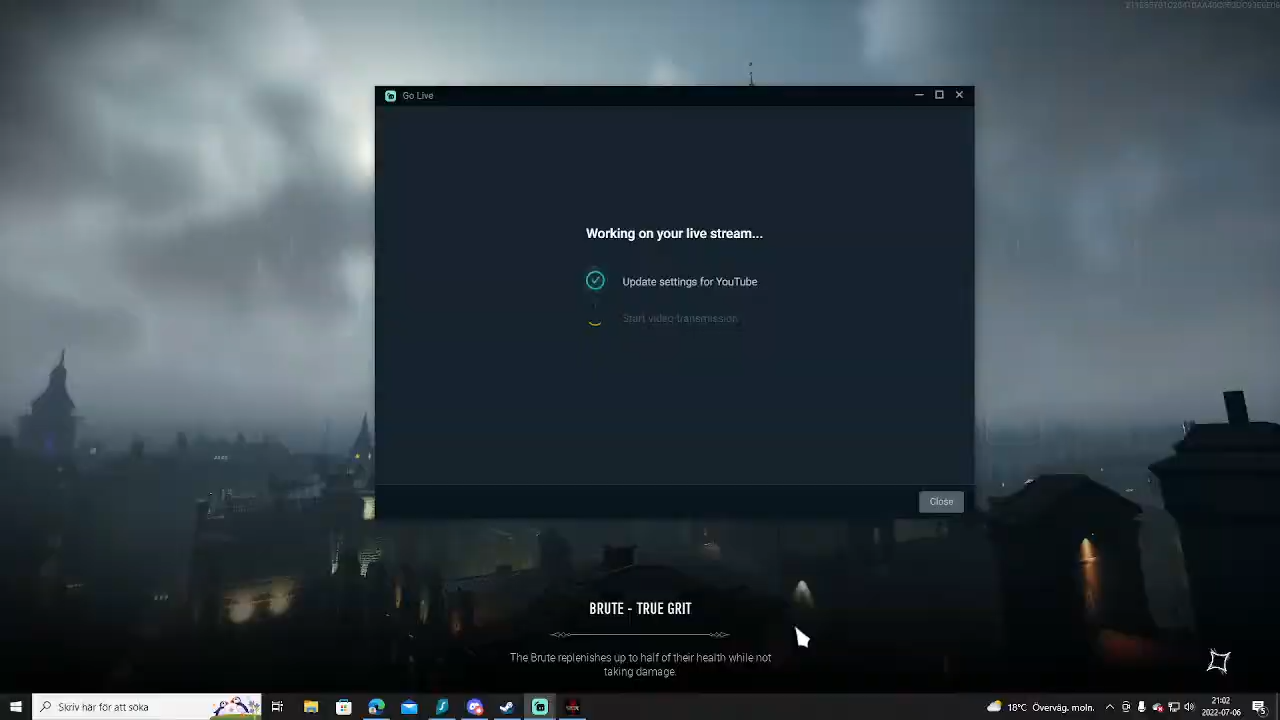 Go Live
Working on your live stream...
Update settings for YouTube
Start video transmission
Close
BRUTE - TRUE GRIT
The Brute replenishes up to half of their health while not
taking damage.
Skriv här för att söka
18°C Överväg. moln.
21:02
2022-07-06